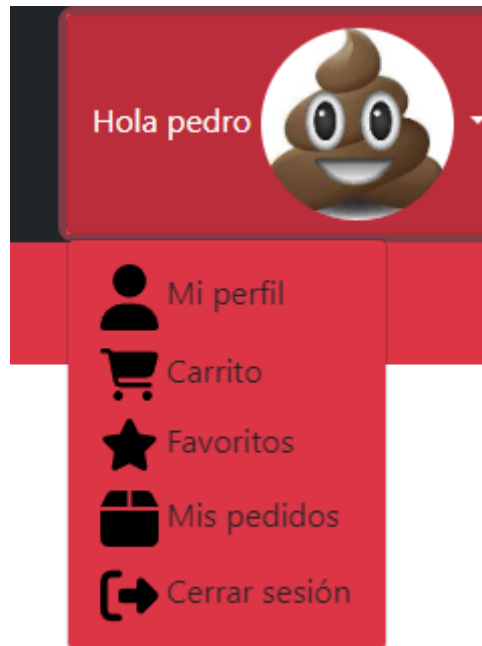 Hola pedro
Mi perfil
Carrito
Favoritos
Mis pedidos
Cerrar sesión